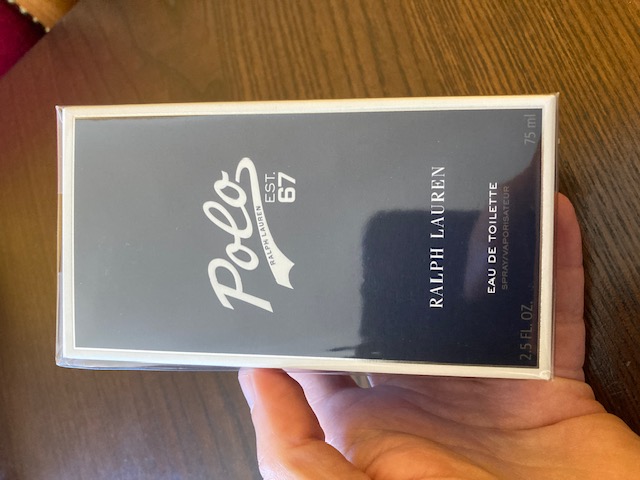 Polo
RALPH LAUREN
EST.
67
RALPH LAUREN
EAU DE TOILETTE
SPRAY/VAPORISATEUR
2.5 FL. OZ. 75 ml